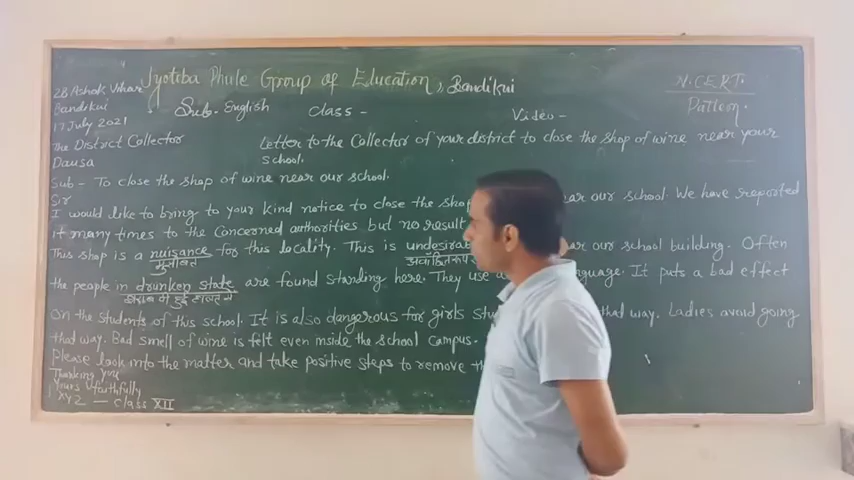 28 Ashok Vihar
Bandikui
17 July 2021
The District Collector
Dausa
Jyotiba Phule Group of Education, Bandikui
Sub. English Class - Video -
N.C.E.R.T.
Pattern
Letter to the Collector of your district to close the shop of wine near your
school.
Sub - To close the shop of wine near our school.
Sir
I would like to bring to your kind notice to close the shop near our school. We have reported
it many times to the Concerned authorities but no result
This shop is a nuisance for this locality. This is our school building. Often
मुसीबत
the people in drunken state are found standing here. They use language. It puts a bad effect
शराब पी हुई हालत में
on the students of this school. It is also dangerous for girls that way. Ladies avoid going
that way. Bad smell of wine is felt even inside the school campus.
Please look into the matter and take positive steps to remove
Thanking you
Yours faithfully
XYZ - Class XII